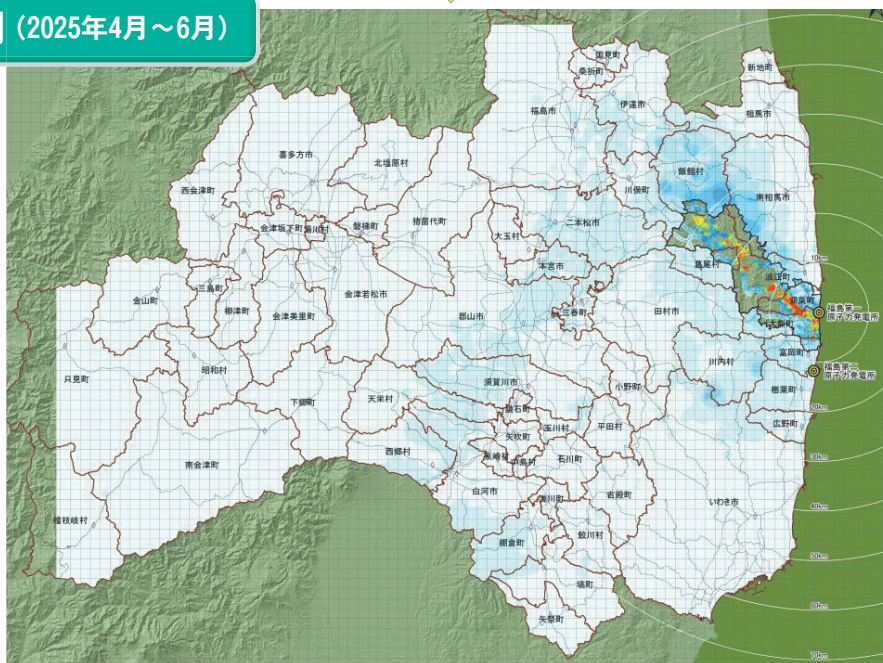 (2025年4月～6月)
国見町
桑折町
新地町
伊達市
福島市
相馬市
喜多方市
北塩原村
飯館村
川俣町
南相馬市
西会津町
猪苗代町
二本松市
会津坂下町
湯川村
磐梯町
大玉村
本宮市
葛尾村
浪江町
10km
三島町
金山町
柳津町
会津美里町
会津若松市
郡山市
三春町
田村市
双葉町
大熊町
福島第一
原子力発電所
富岡町
川内村
福島第二
原子力発電所
只見町
昭和村
須賀川市
小野町
楢葉町
下郷町
天栄村
鏡石町
20km
玉川村
平田村
広野町
矢吹町
西郷村
泉崎村
中島村
石川町
30km
南会津町
白河市
浅川町
古殿町
いわき市
40km
檜枝岐村
鮫川村
棚倉町
50km
塙町
60km
矢祭町
70km